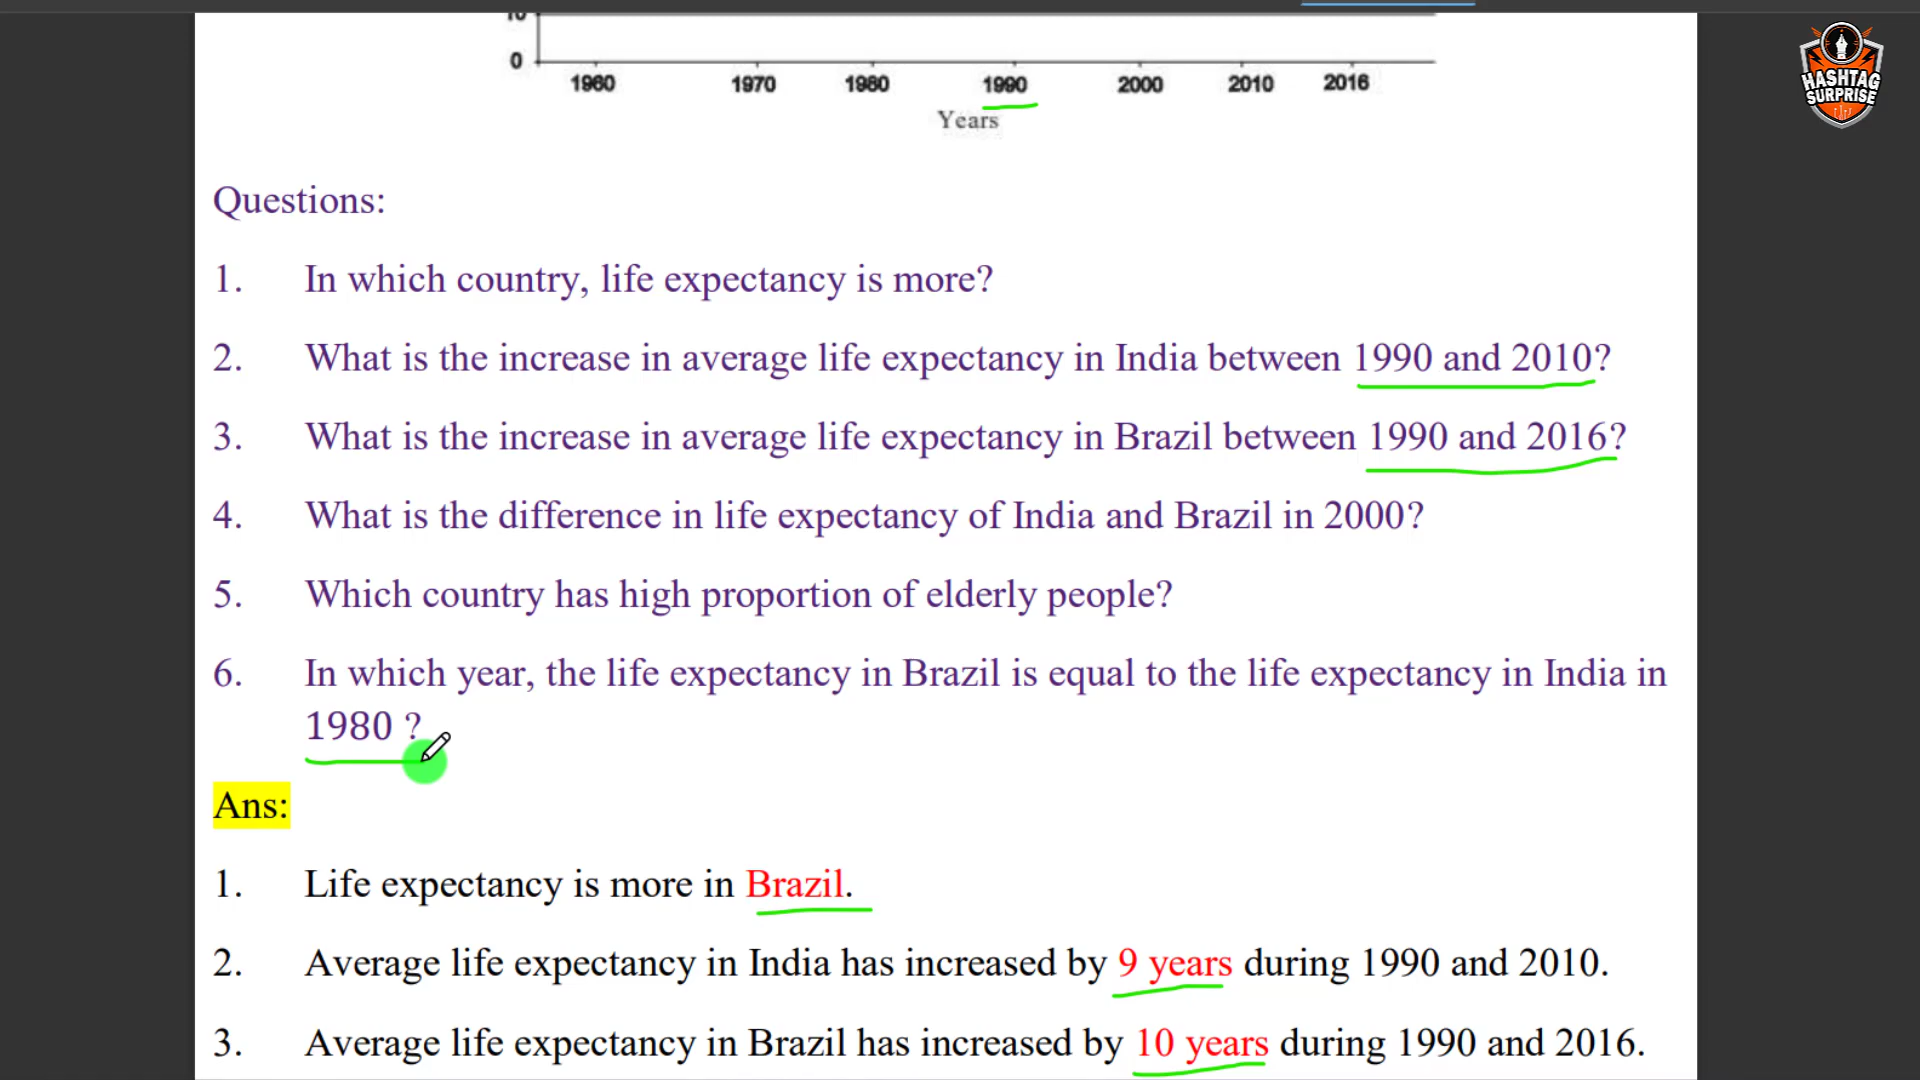 10
0
1960 1970 1980 1990 2000 2010 2016
Years
HASHTAG
SURPRISE
Questions:
1. In which country, life expectancy is more?
2. What is the increase in average life expectancy in India between 1990 and 2010?
3. What is the increase in average life expectancy in Brazil between 1990 and 2016?
4. What is the difference in life expectancy of India and Brazil in 2000?
5. Which country has high proportion of elderly people?
6. In which year, the life expectancy in Brazil is equal to the life expectancy in India in
1980 ?
Ans:
1. Life expectancy is more in Brazil.
2. Average life expectancy in India has increased by 9 years during 1990 and 2010.
3. Average life expectancy in Brazil has increased by 10 years during 1990 and 2016.